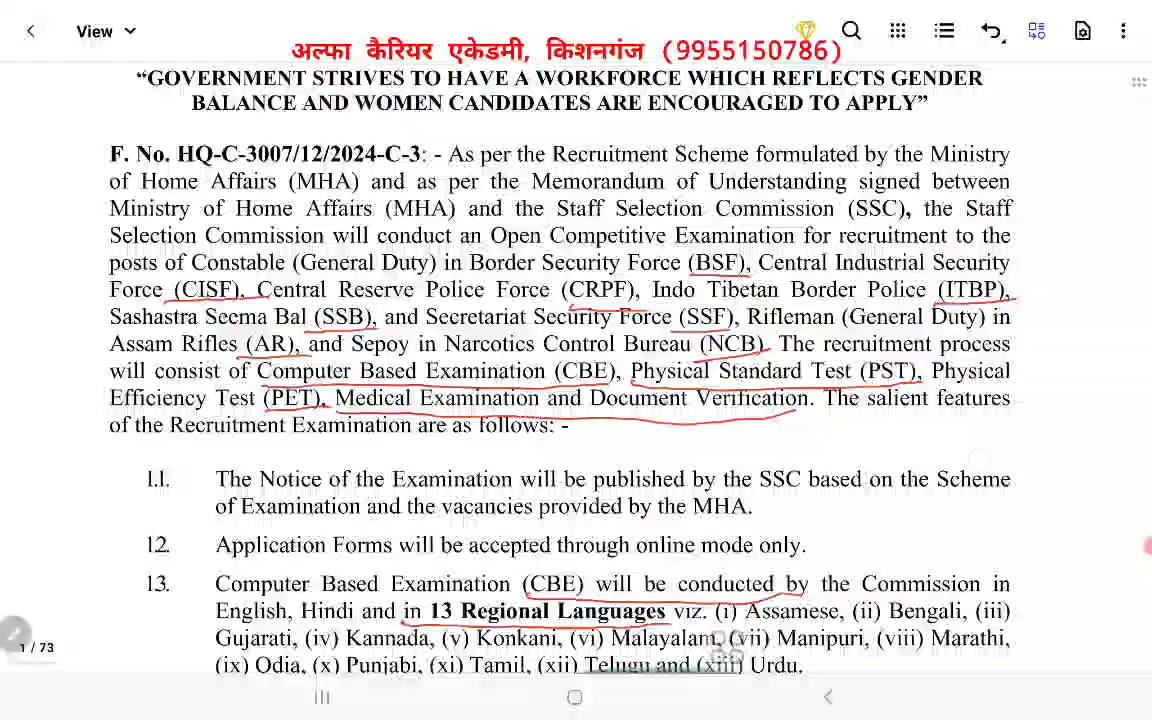 View
अल्फा कैरियर एकेडमी, किशनगंज (9955150786)
“GOVERNMENT STRIVES TO HAVE A WORKFORCE WHICH REFLECTS GENDER
BALANCE AND WOMEN CANDIDATES ARE ENCOURAGED TO APPLY”
F. No. HQ-C-3007/12/2024-C-3: - As per the Recruitment Scheme formulated by the Ministry
of Home Affairs (MHA) and as per the Memorandum of Understanding signed between
Ministry of Home Affairs (MHA) and the Staff Selection Commission (SSC), the Staff
Selection Commission will conduct an Open Competitive Examination for recruitment to the
posts of Constable (General Duty) in Border Security Force (BSF), Central Industrial Security
Force (CISF), Central Reserve Police Force (CRPF), Indo Tibetan Border Police (ITBP),
Sashastra Seema Bal (SSB), and Secretariat Security Force (SSF), Rifleman (General Duty) in
Assam Rifles (AR), and Sepoy in Narcotics Control Bureau (NCB). The recruitment process
will consist of Computer Based Examination (CBE), Physical Standard Test (PST), Physical
Efficiency Test (PET), Medical Examination and Document Verification. The salient features
of the Recruitment Examination are as follows: -
1.1. The Notice of the Examination will be published by the SSC based on the Scheme
of Examination and the vacancies provided by the MHA.
1.2. Application Forms will be accepted through online mode only.
1.3. Computer Based Examination (CBE) will be conducted by the Commission in
English, Hindi and in 13 Regional Languages viz. (i) Assamese, (ii) Bengali, (iii)
Gujarati, (iv) Kannada, (v) Konkani, (vi) Malayalam, (vii) Manipuri, (viii) Marathi,
(ix) Odia, (x) Punjabi, (xi) Tamil, (xii) Telugu and (xiii) Urdu.
1 / 73